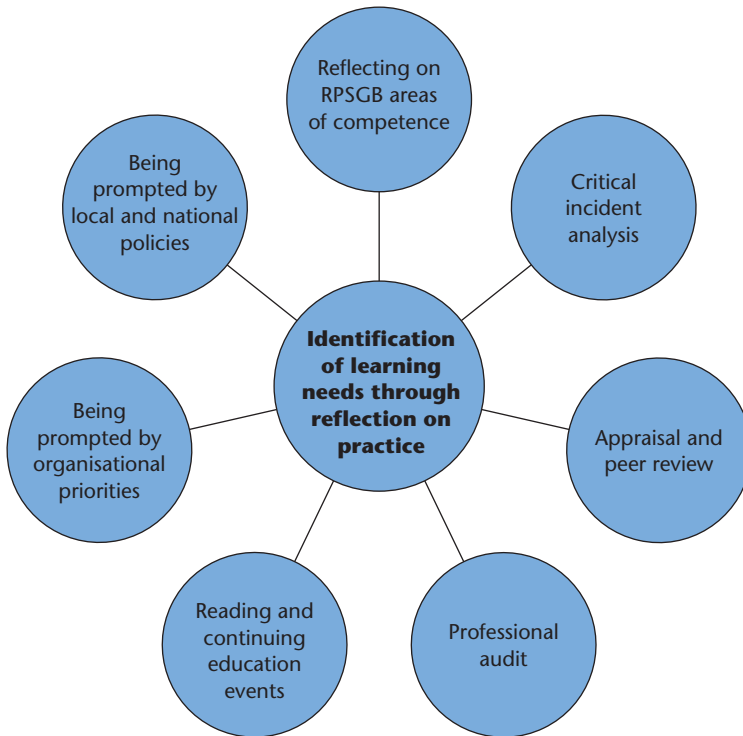 Reflecting on
RPSGB areas
of competence
Critical
incident
analysis
Appraisal and
peer review
Professional
audit
Reading and
continuing
education
events
Being
prompted by
organisational
priorities
Being
prompted by
local and national
policies
Identification
of learning
needs through
reflection on
practice